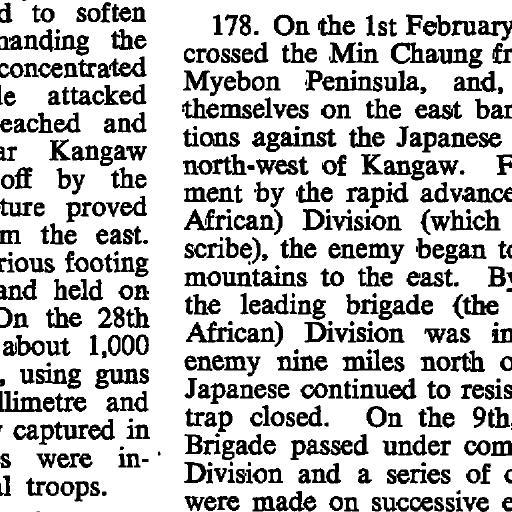 d to soften
manding the
concentrated
le attacked
eached and
ar Kangaw
off by the
ture proved
m the east.
rious footing
and held on
On the 28th
about 1,000
, using guns
llimetre and
captured in
s were in-
l troops.
178. On the 1st February
crossed the Min Chaung fr
Myebon Peninsula, and,
themselves on the east ban
tions against the Japanese
north-west of Kangaw. F
ment by the rapid advance
African) Division (which
scribe), the enemy began to
mountains to the east. By
the leading brigade (the
African) Division was in
enemy nine miles north o
Japanese continued to resis
trap closed. On the 9th,
Brigade passed under com
Division and a series of c
were made on successive e